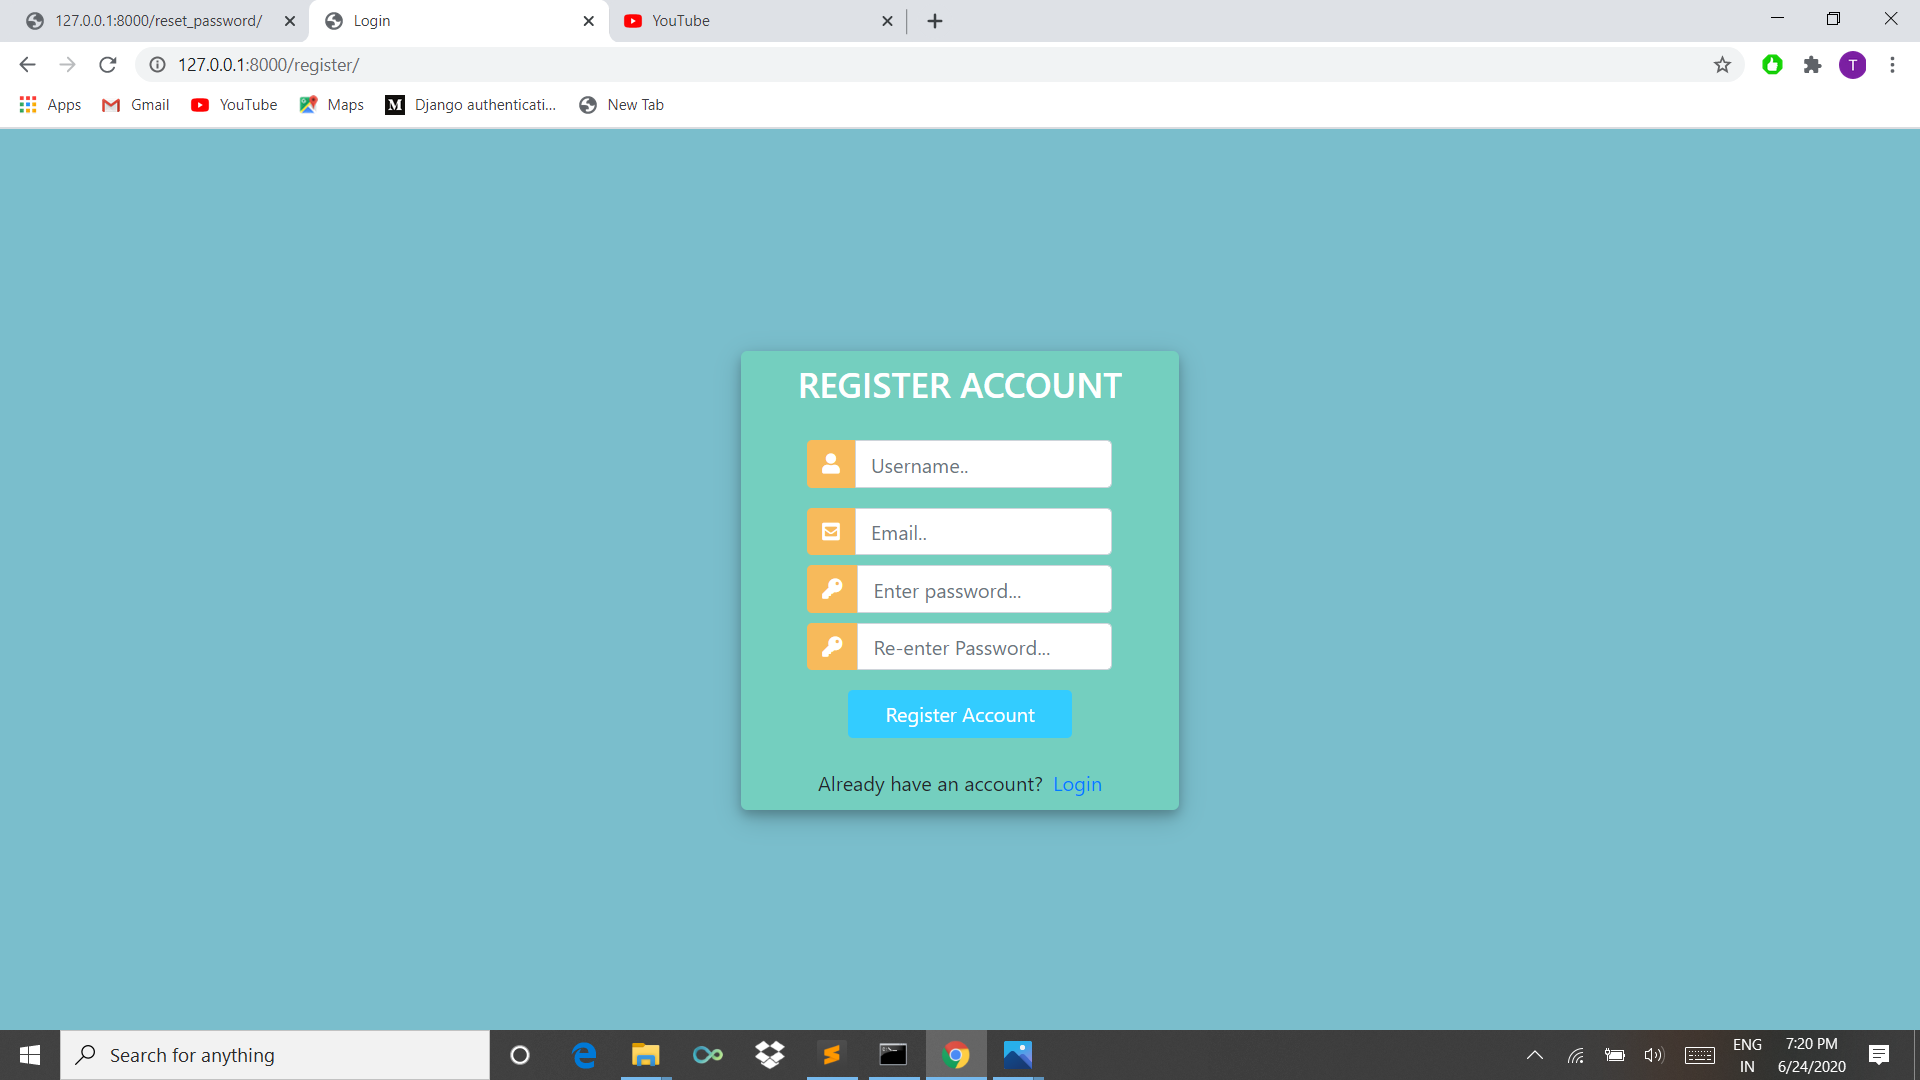 127.0.0.1:8000/reset_password/
Login
YouTube
127.0.0.1:8000/register/
T
Apps
Gmail
YouTube
Maps
M
Django authenticati...
New Tab
REGISTER ACCOUNT
Username..
Email..
Enter password...
Re-enter Password...
Register Account
Already have an account? Login
Search for anything
ENG
IN
7:20 PM
6/24/2020